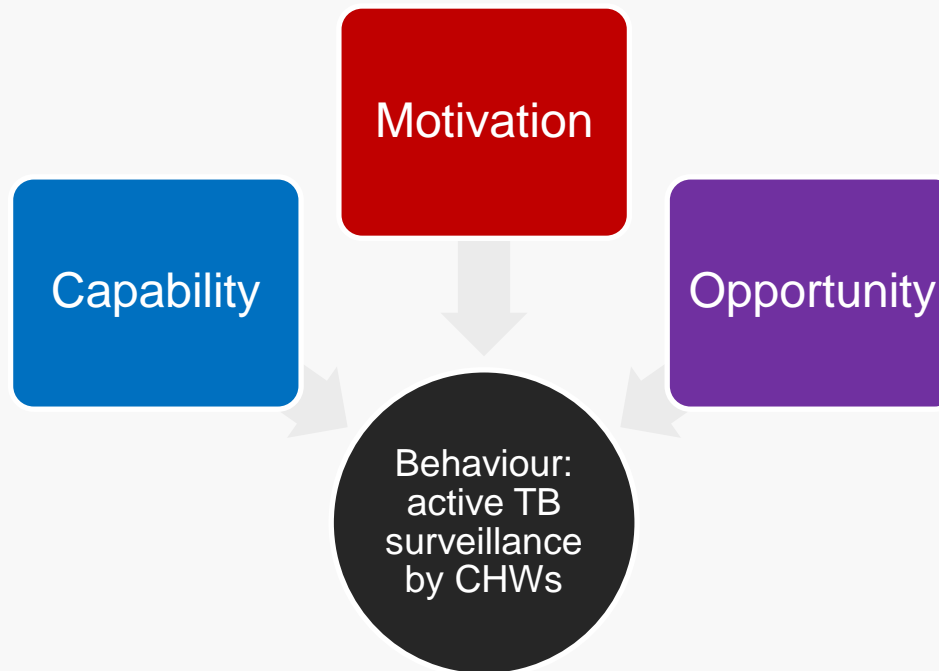 Motivation
Capability
Opportunity
Behaviour:
active TB
surveillance
by CHWs